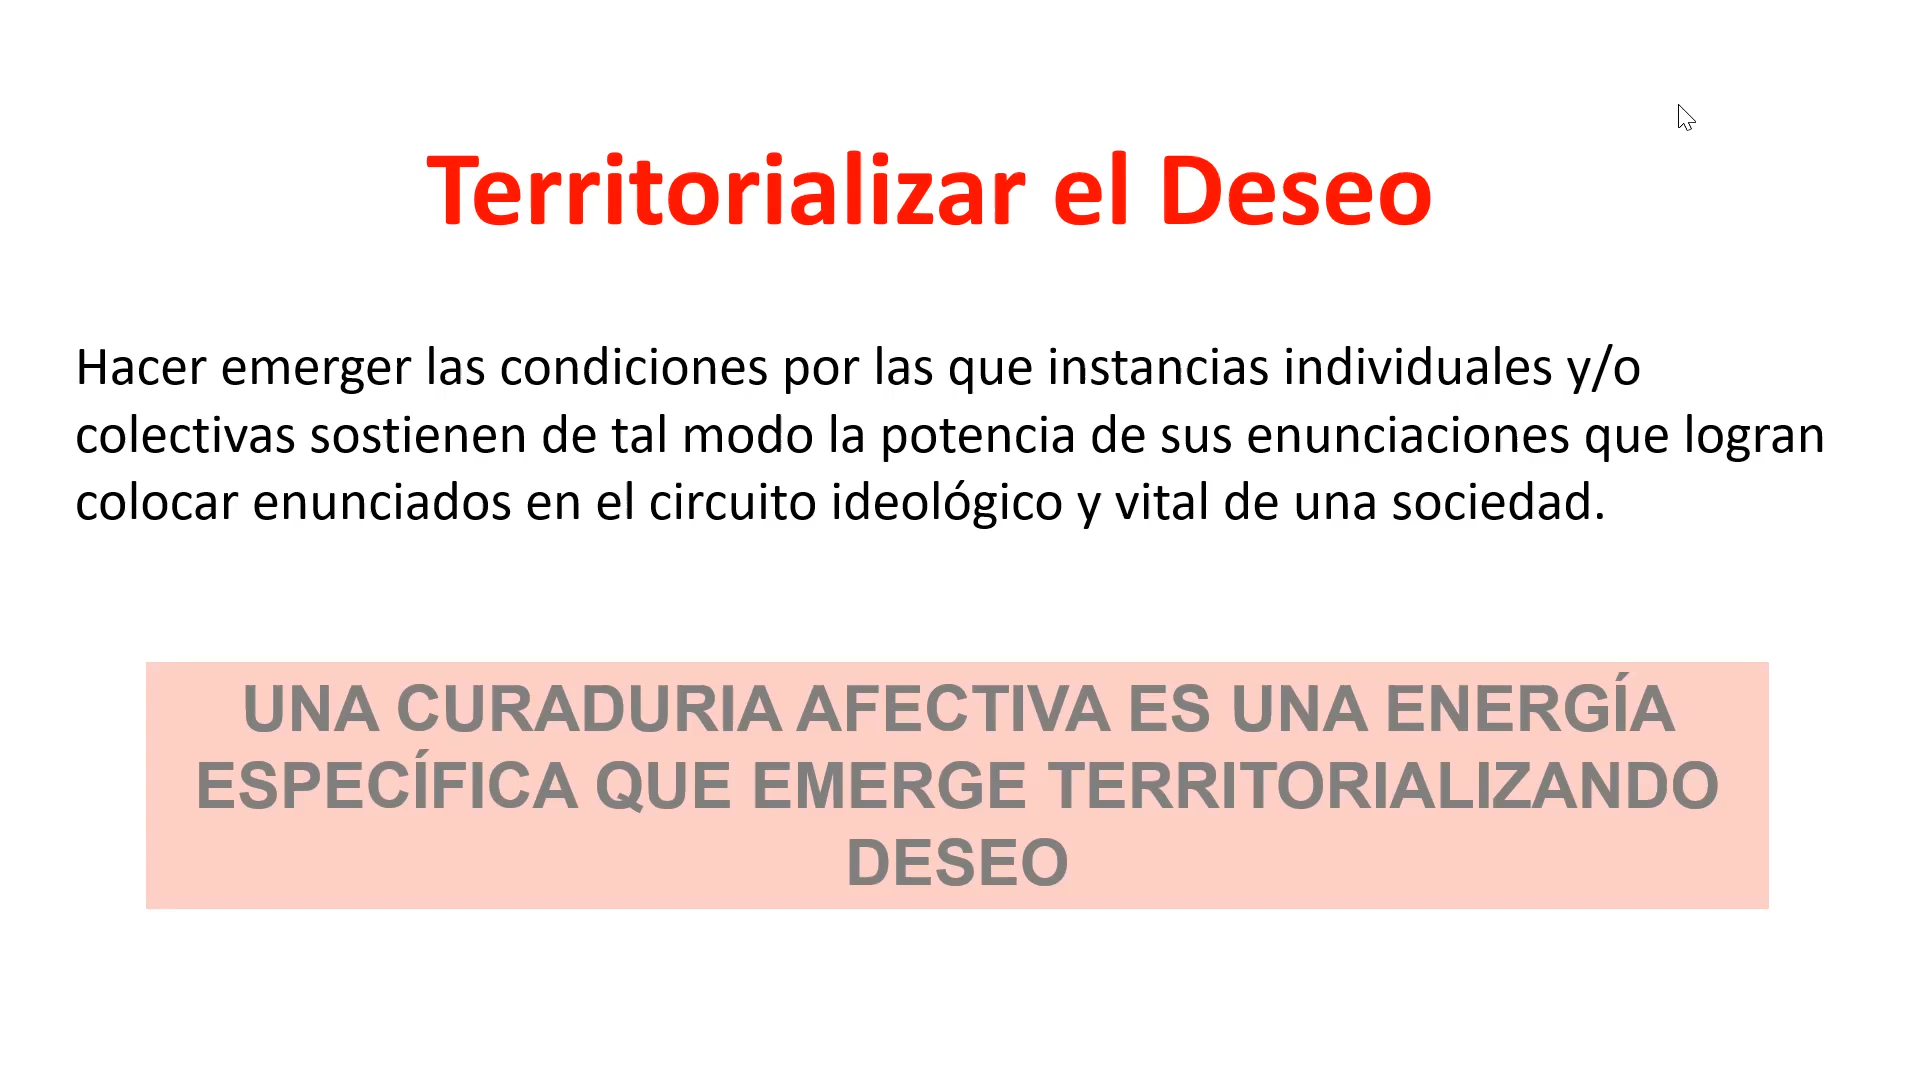 Territorializar el Deseo
Hacer emerger las condiciones por las que instancias individuales y/o
colectivas sostienen de tal modo la potencia de sus enunciaciones que logran
colocar enunciados en el circuito ideológico y vital de una sociedad.
UNA CURADURIA AFECTIVA ES UNA ENERGÍA
ESPECÍFICA QUE EMERGE TERRITORIALIZANDO
DESEO